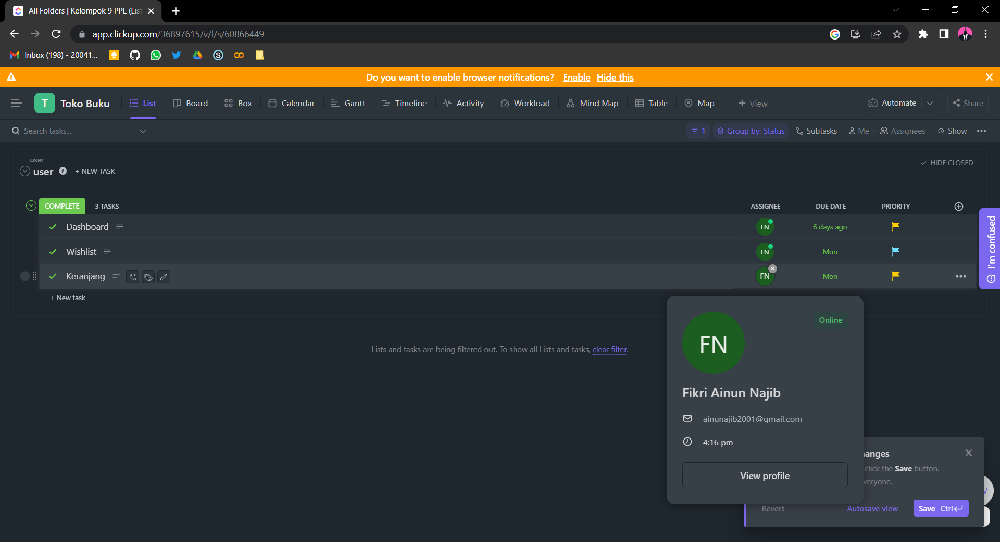 All Folders | Kelompok 9 PPL (List
app.clickup.com/36897615/v/l/s/60866449
Inbox (198) - 20041...
Do you want to enable browser notifications? Enable Hide this
T Toko Buku List Board Box Calendar Gantt Timeline Activity Workload Mind Map Table Map + View Automate Share
Search tasks... 1 Group by: Status Subtasks Me Assignees Show
user
user + NEW TASK
HIDE CLOSED
COMPLETE 3 TASKS ASSIGNEE DUE DATE PRIORITY
Dashboard FN 6 days ago
Wishlist FN Mon
Keranjang FN Mon
+ New task
I'm confused
Lists and tasks are being filtered out. To show all Lists and tasks, clear filter.
Online
FN
Fikri Ainun Najib
ainunajib2001@gmail.com
4:16 pm
View profile
hanges
click the Save button.
veryone.
Revert Autosave view Save Ctrl